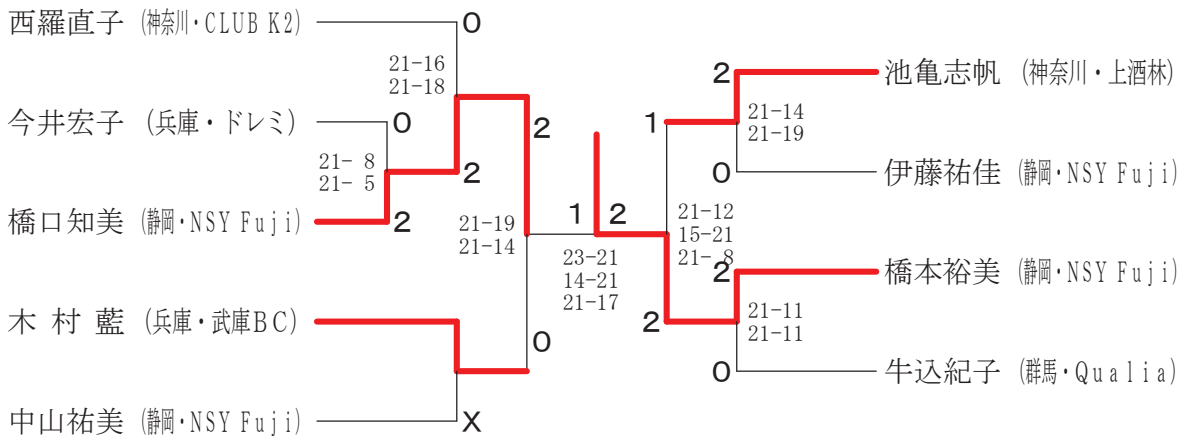 西羅直子 (神奈川・CLUB K2)
0
21-16
21-18
今井宏子 (兵庫・ドレミ)
0
2
21- 8
21- 5
2
橋口知美 (静岡・NSY Fuji)
2
21-19
21-14
木村 藍 (兵庫・武庫BC)
0
中山祐美 (静岡・NSY Fuji)
X
1 2
23-21
14-21
21-17
2
池亀志帆 (神奈川・上酒林)
1
21-14
21-19
0
伊藤祐佳 (静岡・NSY Fuji)
21-12
15-21
21- 8
2
橋本裕美 (静岡・NSY Fuji)
2
21-11
21-11
0
牛込紀子 (群馬・Qualia)